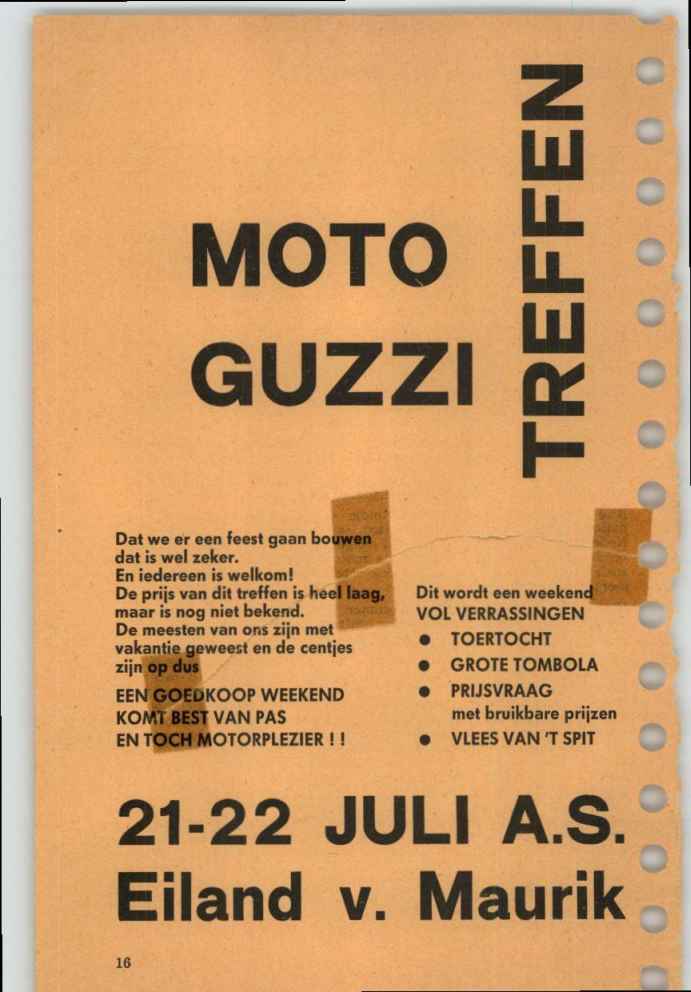 MOTO
GUZZI
TREFFEN
Dat we er een feest gaan bouwen
dat is wel zeker.
En iedereen is welkom!
De prijs van dit treffen is heel laag,
maar is nog niet bekend.
De meesten van ons zijn met
vakantie geweest en de centjes
zijn op dus
EEN GOEDKOOP WEEKEND
KOMT BEST VAN PAS
EN TOCH MOTORPLEZIER ! !
Dit wordt een weekend
VOL VERRASSINGEN
● TOERTOCHT
● GROTE TOMBOLA
● PRIJSVRAAG
met bruikbare prijzen
● VLEES VAN 'T SPIT
21-22 JULI A.S.
Eiland v. Maurik
16